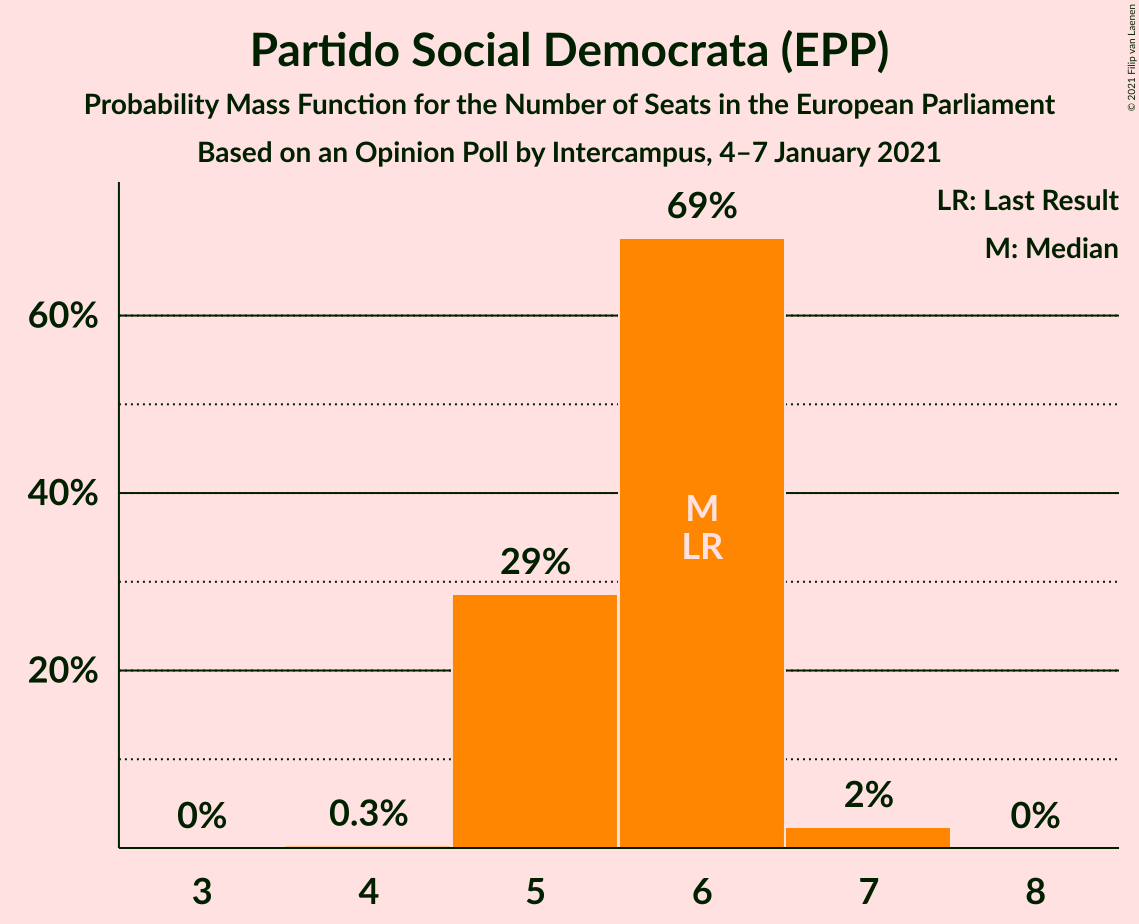 Partido Social Democrata (EPP)
Probability Mass Function for the Number of Seats in the European Parliament
Based on an Opinion Poll by Intercampus, 4–7 January 2021
© 2021 Filip van Laenen
LR: Last Result
M: Median
69%
60%
40%
M
LR
29%
20%
2%
0%
0.3%
0%
3 4 5 6 7 8